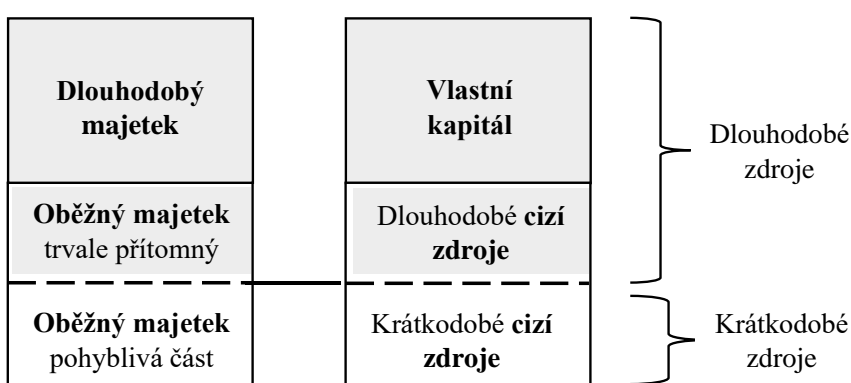 Dlouhodobý
majetek
Vlastní
kapitál
Dlouhodobé
zdroje
Oběžný majetek
trvale přítomný
Dlouhodobé cizí
zdroje
Oběžný majetek
pohyblivá část
Krátkodobé cizí
zdroje
Krátkodobé
zdroje